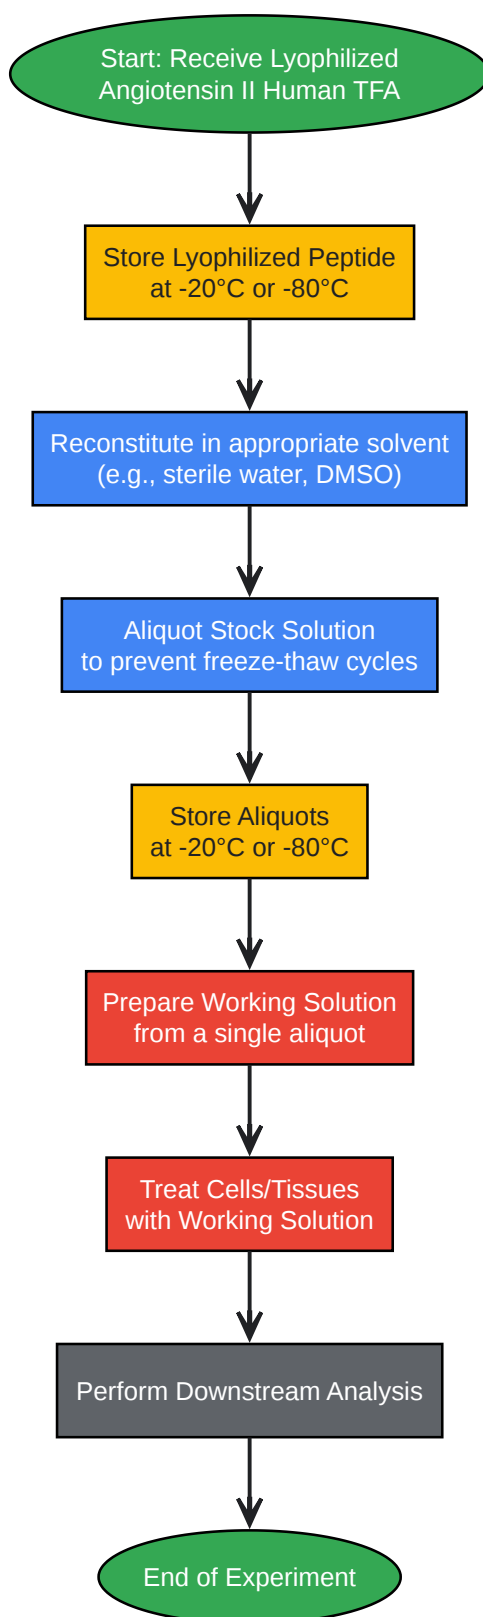 Start: Receive Lyophilized
Angiotensin II Human TFA
Store Lyophilized Peptide
at -20°C or -80°C
Reconstitute in appropriate solvent
(e.g., sterile water, DMSO)
Aliquot Stock Solution
to prevent freeze-thaw cycles
Store Aliquots
at -20°C or -80°C
Prepare Working Solution
from a single aliquot
Treat Cells/Tissues
with Working Solution
Perform Downstream Analysis
End of Experiment